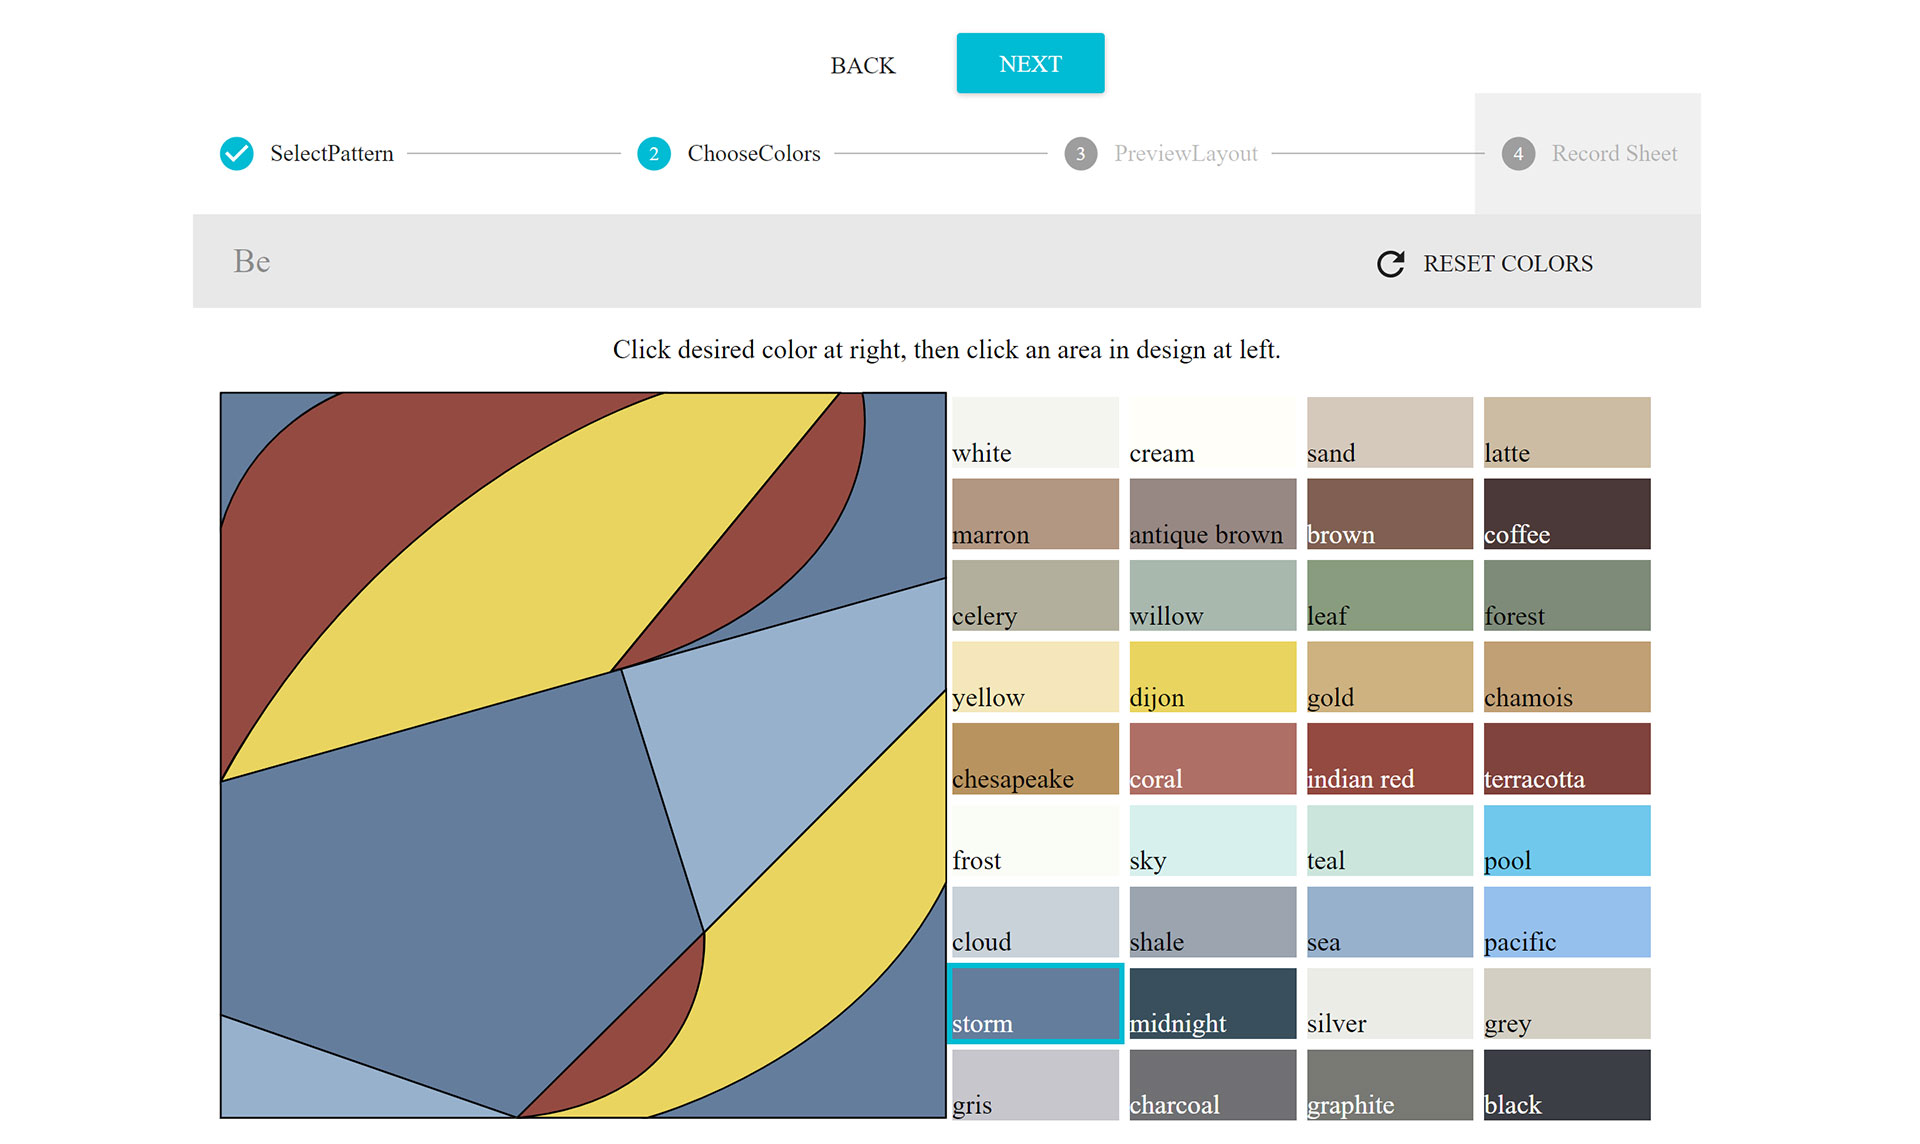 BACK NEXT
SelectPattern 2 ChooseColors 3 PreviewLayout 4 Record Sheet
Be RESET COLORS
Click desired color at right, then click an area in design at left.
white cream sand latte
marron antique brown brown coffee
celery willow leaf forest
yellow dijon gold chamois
chesapeake coral indian red terracotta
frost sky teal pool
cloud shale sea pacific
storm midnight silver grey
gris charcoal graphite black